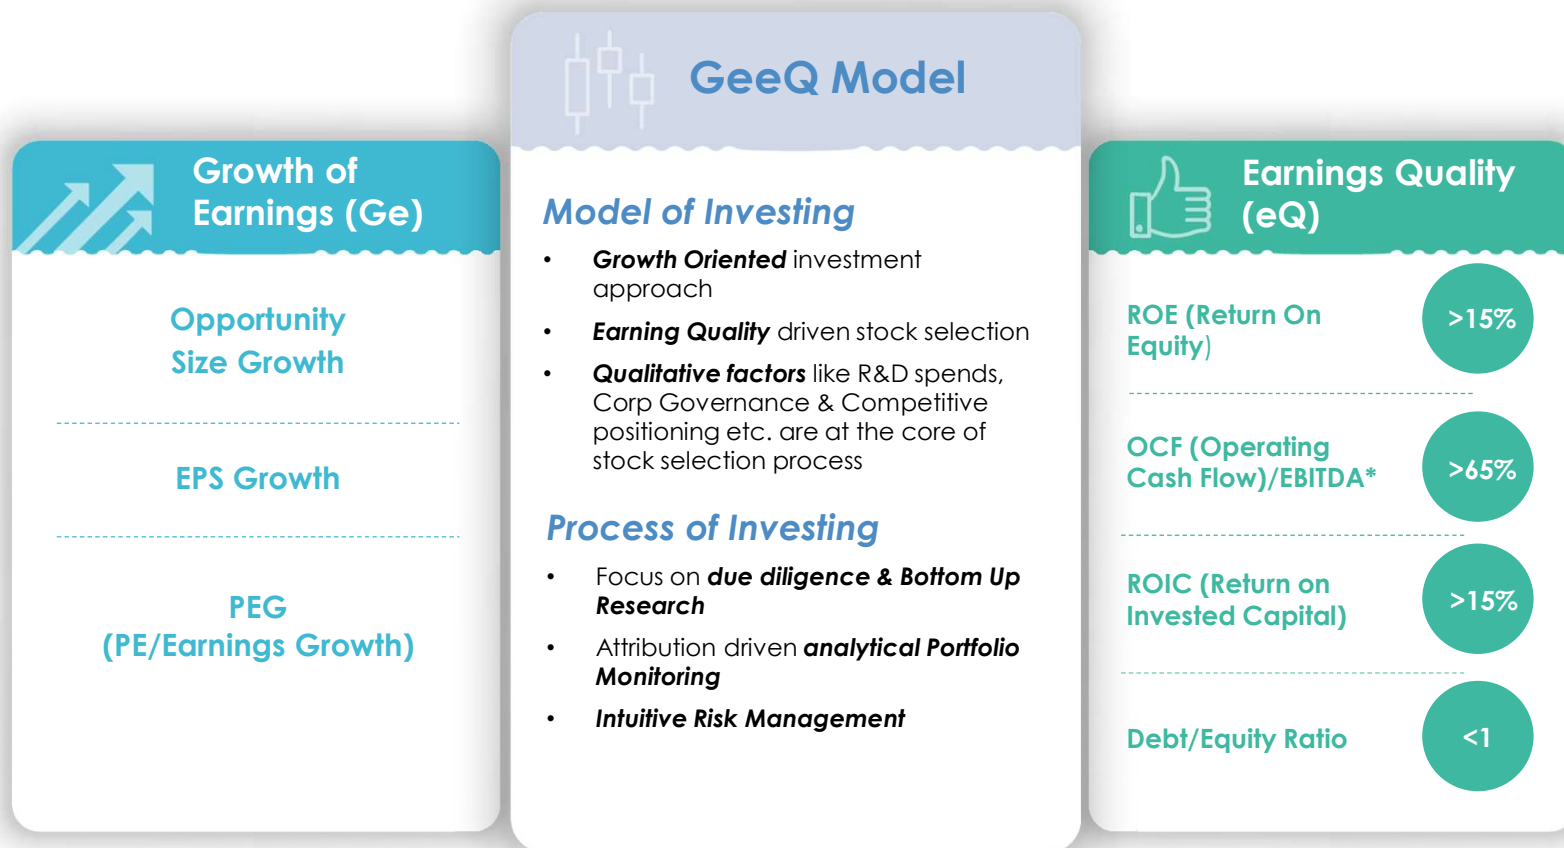 Growth of
Earnings (Ge)
Opportunity
Size Growth
EPS Growth
PEG
(PE/Earnings Growth)
GeeQ Model
Model of Investing
• Growth Oriented investment
approach
• Earning Quality driven stock selection
• Qualitative factors like R&D spends,
Corp Governance & Competitive
positioning etc. are at the core of
stock selection process
Process of Investing
• Focus on due diligence & Bottom Up
Research
• Attribution driven analytical Portfolio
Monitoring
• Intuitive Risk Management
Earnings Quality
(eQ)
ROE (Return On
Equity)
>15%
OCF (Operating
Cash Flow)/EBITDA*
>65%
ROIC (Return on
Invested Capital)
>15%
Debt/Equity Ratio
<1